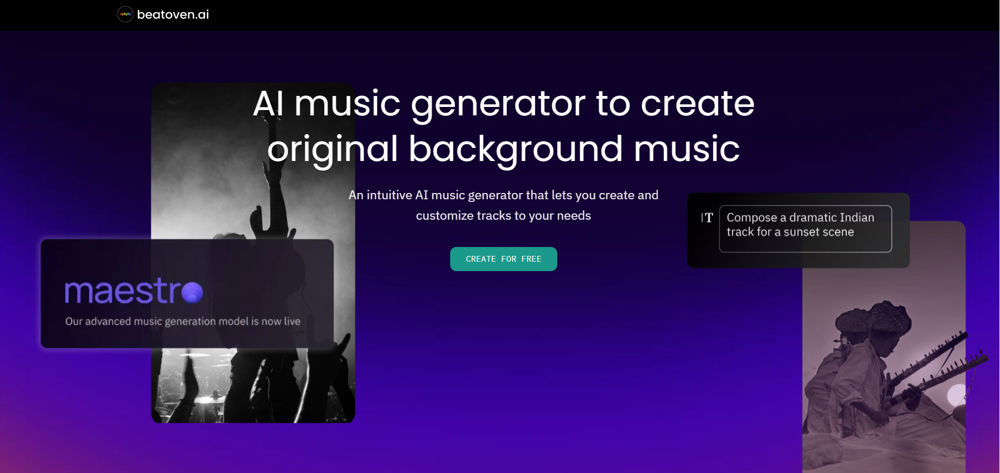 beatoven.ai
AI music generator to create
original background music
An intuitive AI music generator that lets you create and
customize tracks to your needs
CREATE FOR FREE
maestro
Our advanced music generation model is now live
T
Compose a dramatic Indian
track for a sunset scene